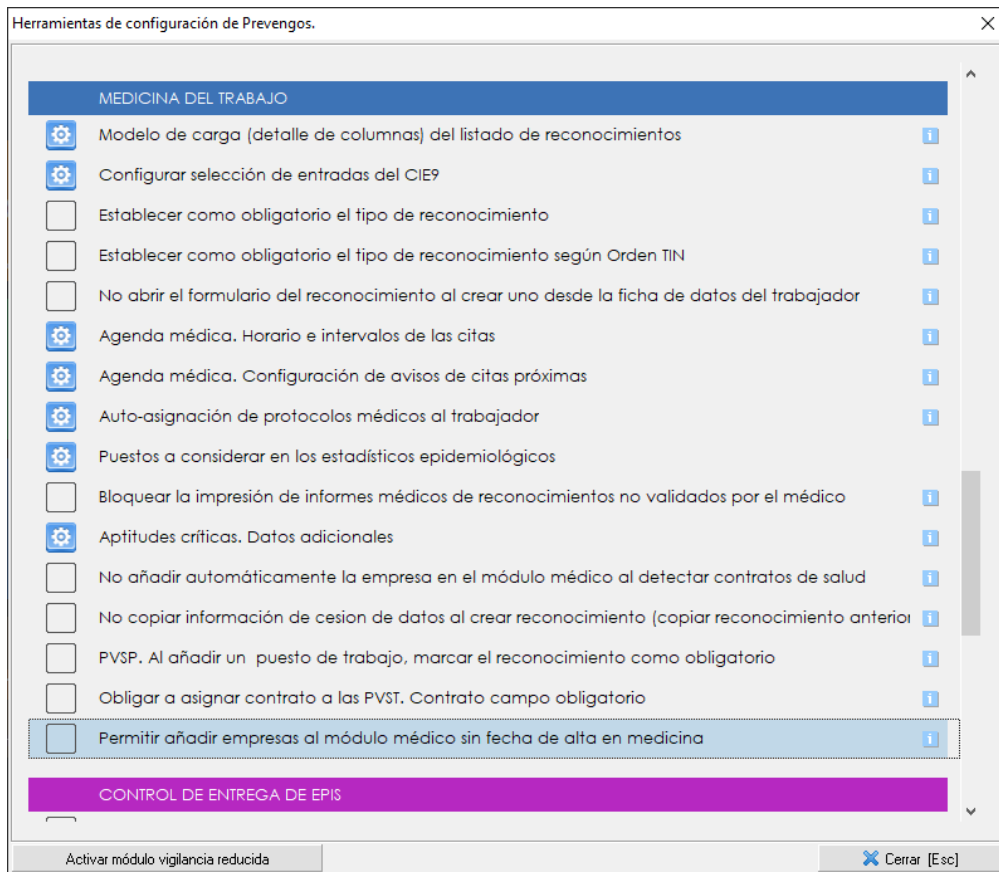 Herramientas de configuración de Prevengos.
MEDICINA DEL TRABAJO
Modelo de carga (detalle de columnas) del listado de reconocimientos
Configurar selección de entradas del CIE9
Establecer como obligatorio el tipo de reconocimiento
Establecer como obligatorio el tipo de reconocimiento según Orden TIN
No abrir el formulario del reconocimiento al crear uno desde la ficha de datos del trabajador
Agenda médica. Horario e intervalos de las citas
Agenda médica. Configuración de avisos de citas próximas
Auto-asignación de protocolos médicos al trabajador
Puestos a considerar en los estadísticos epidemiológicos
Bloquear la impresión de informes médicos de reconocimientos no validados por el médico
Aptitudes críticas. Datos adicionales
No añadir automáticamente la empresa en el módulo médico al detectar contratos de salud
No copiar información de cesion de datos al crear reconocimiento (copiar reconocimiento anterior
PVSP. Al añadir un puesto de trabajo, marcar el reconocimiento como obligatorio
Obligar a asignar contrato a las PVST. Contrato campo obligatorio
Permitir añadir empresas al módulo médico sin fecha de alta en medicina
CONTROL DE ENTREGA DE EPIS
Activar módulo vigilancia reducida
Cerrar [Esc]